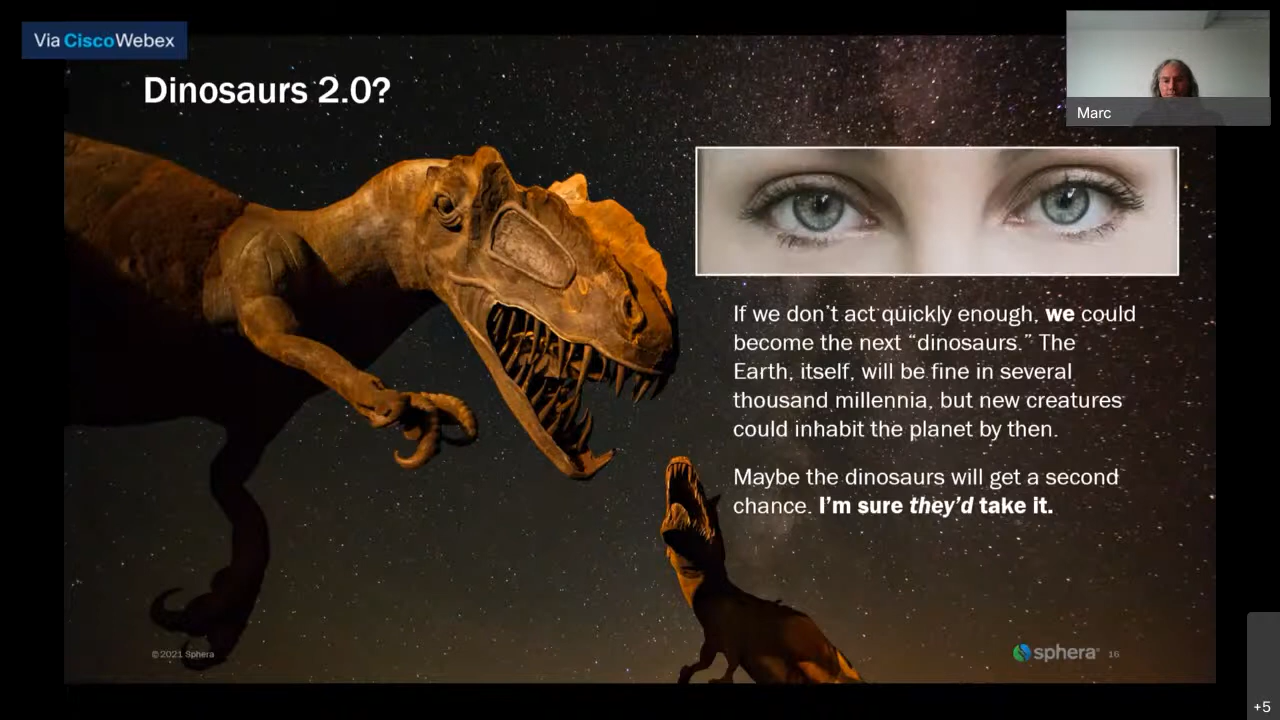 Via Cisco Webex
Marc
Dinosaurs 2.0?
If we don't act quickly enough, we could
become the next “dinosaurs.” The
Earth, itself, will be fine in several
thousand millennia, but new creatures
could inhabit the planet by then.
Maybe the dinosaurs will get a second
chance. I'm sure they'd take it.
©2021 Sphera
sphera® 16
+5